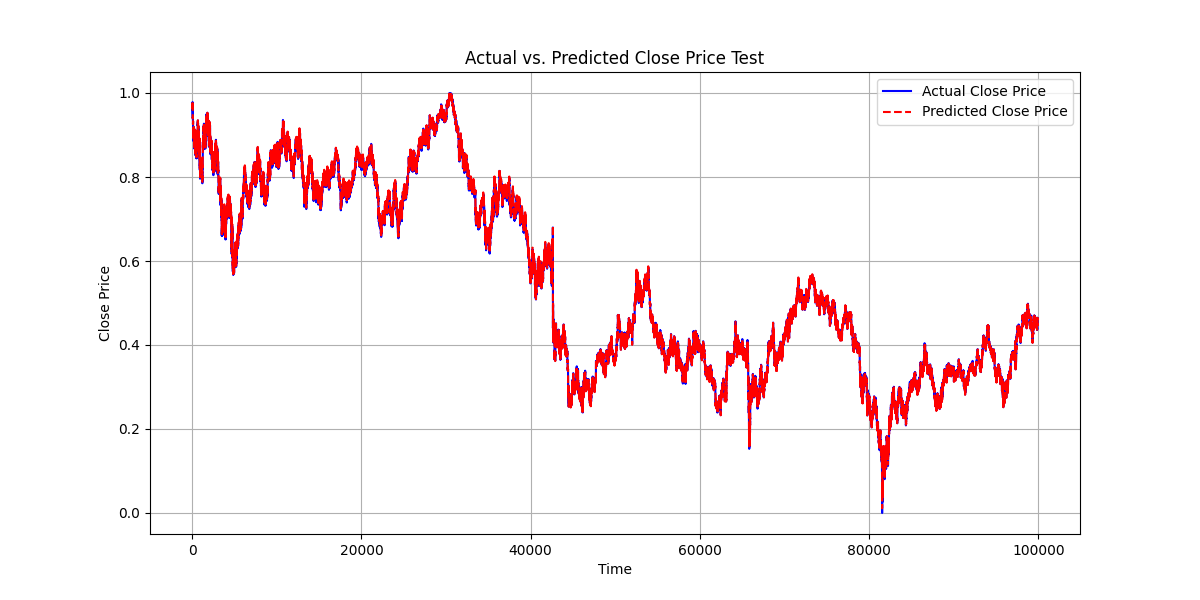 Actual vs. Predicted Close Price Test
Actual Close Price
Predicted Close Price
Close Price
1.0
0.8
0.6
0.4
0.2
0.0
0 20000 40000 60000 80000 100000
Time